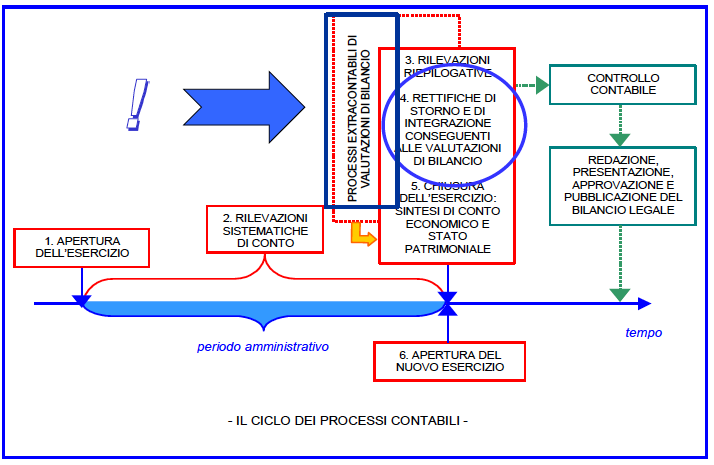 !
PROCESSI EXTRACONTABILI DI
VALUTAZIONI DI BILANCIO
3. RILEVAZIONI
RIEPILOGATIVE
4. RETTIFICHE DI
STORNO E DI
INTEGRAZIONE
CONSEGUENTI
ALLE VALUTAZIONI
DI BILANCIO
5. CHIUSURA
DELL'ESERCIZIO:
SINTESI DI CONTO
ECONOMICO E
STATO
PATRIMONIALE
CONTROLLO
CONTABILE
REDAZIONE,
PRESENTAZIONE,
APPROVAZIONE E
PUBBLICAZIONE DEL
BILANCIO LEGALE
2. RILEVAZIONI
SISTEMATICHE
DI CONTO
1. APERTURA
DELL'ESERCIZIO
tempo
periodo amministrativo
6. APERTURA DEL
NUOVO ESERCIZIO
- IL CICLO DEI PROCESSI CONTABILI -